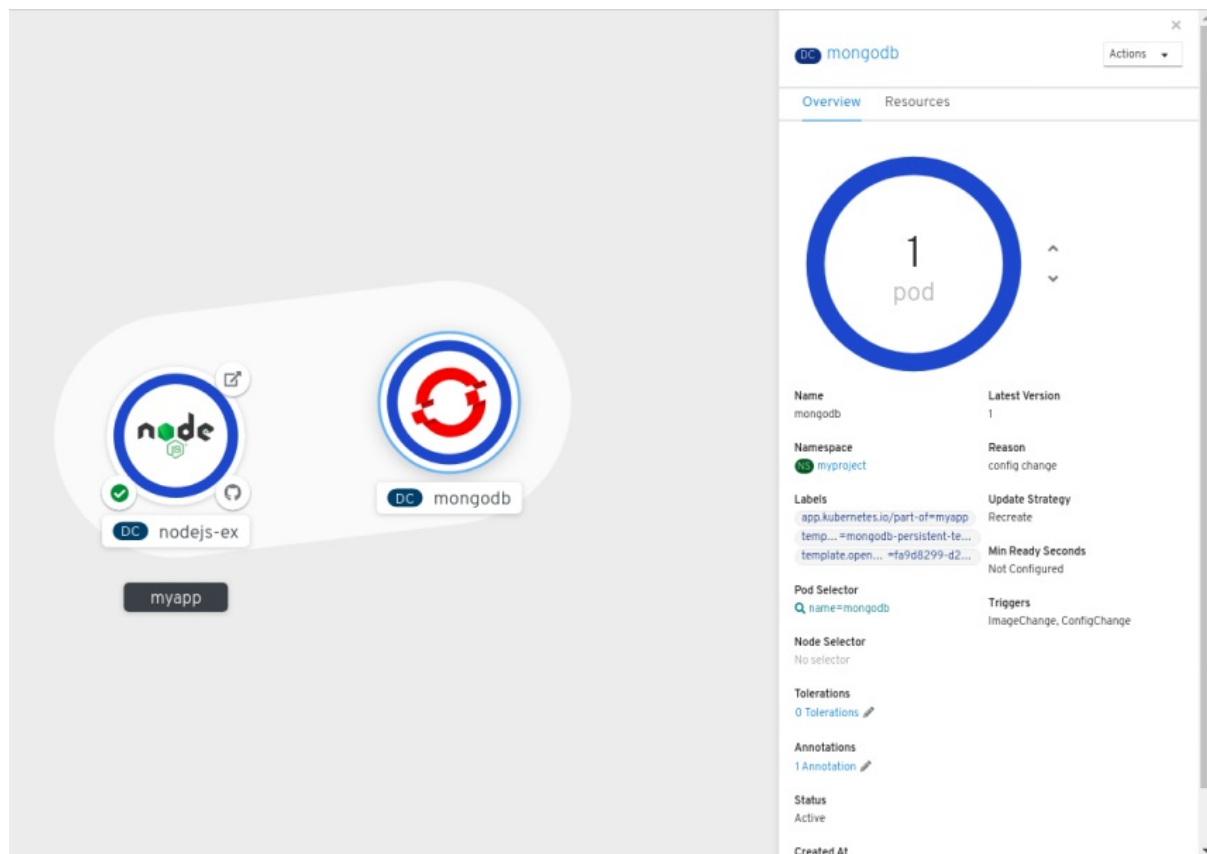 node
JS
DC nodejs-ex
DC mongodb
myapp
×
DC mongodb
Actions
Overview
Resources
1
pod
Name
mongodb
Latest Version
1
Namespace
NS myproject
Reason
config change
Labels
app.kubernetes.io/part-of=myapp
temp... =mongodb-persistent-te...
template.open... =fa9d8299-d2...
Update Strategy
Recreate
Min Ready Seconds
Not Configured
Pod Selector
name=mongodb
Triggers
ImageChange, ConfigChange
Node Selector
No selector
Tolerations
0 Tolerations
Annotations
1 Annotation
Status
Active
Created At